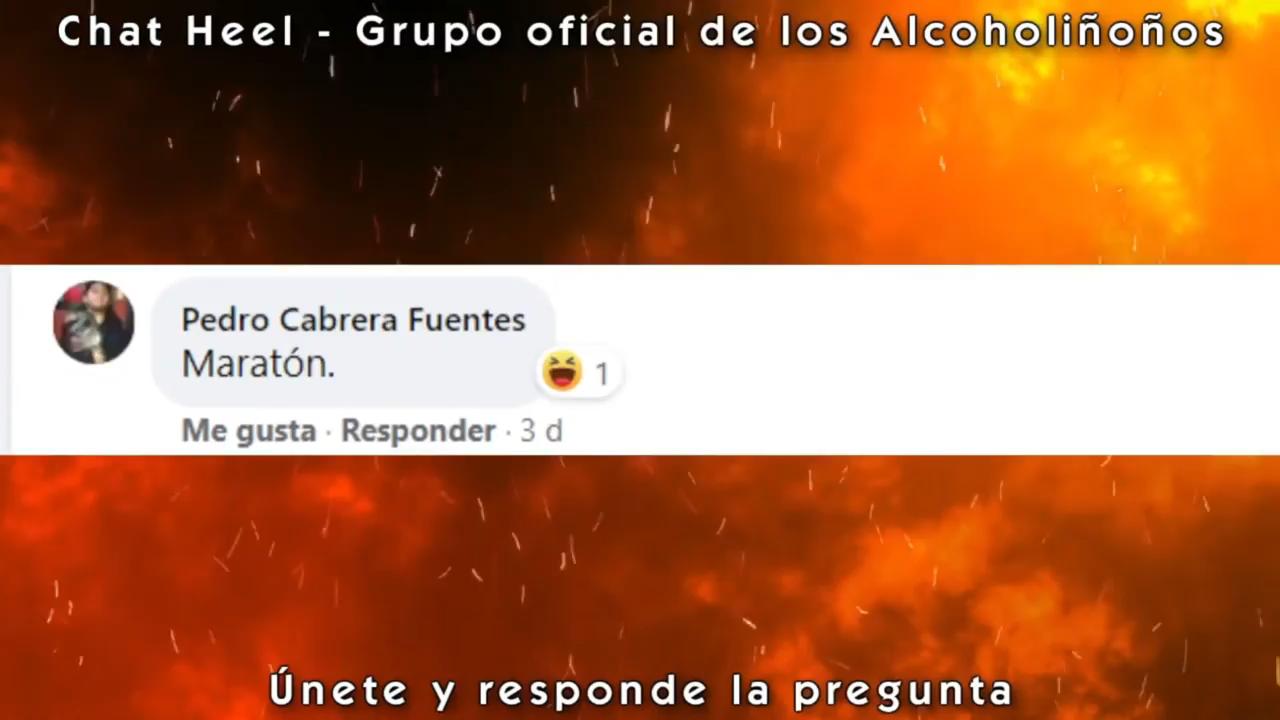 Chat Heel - Grupo oficial de los Alcoholiñoños
Pedro Cabrera Fuentes
Maratón.
1
Me gusta · Responder · 3 d
Únete y responde la pregunta